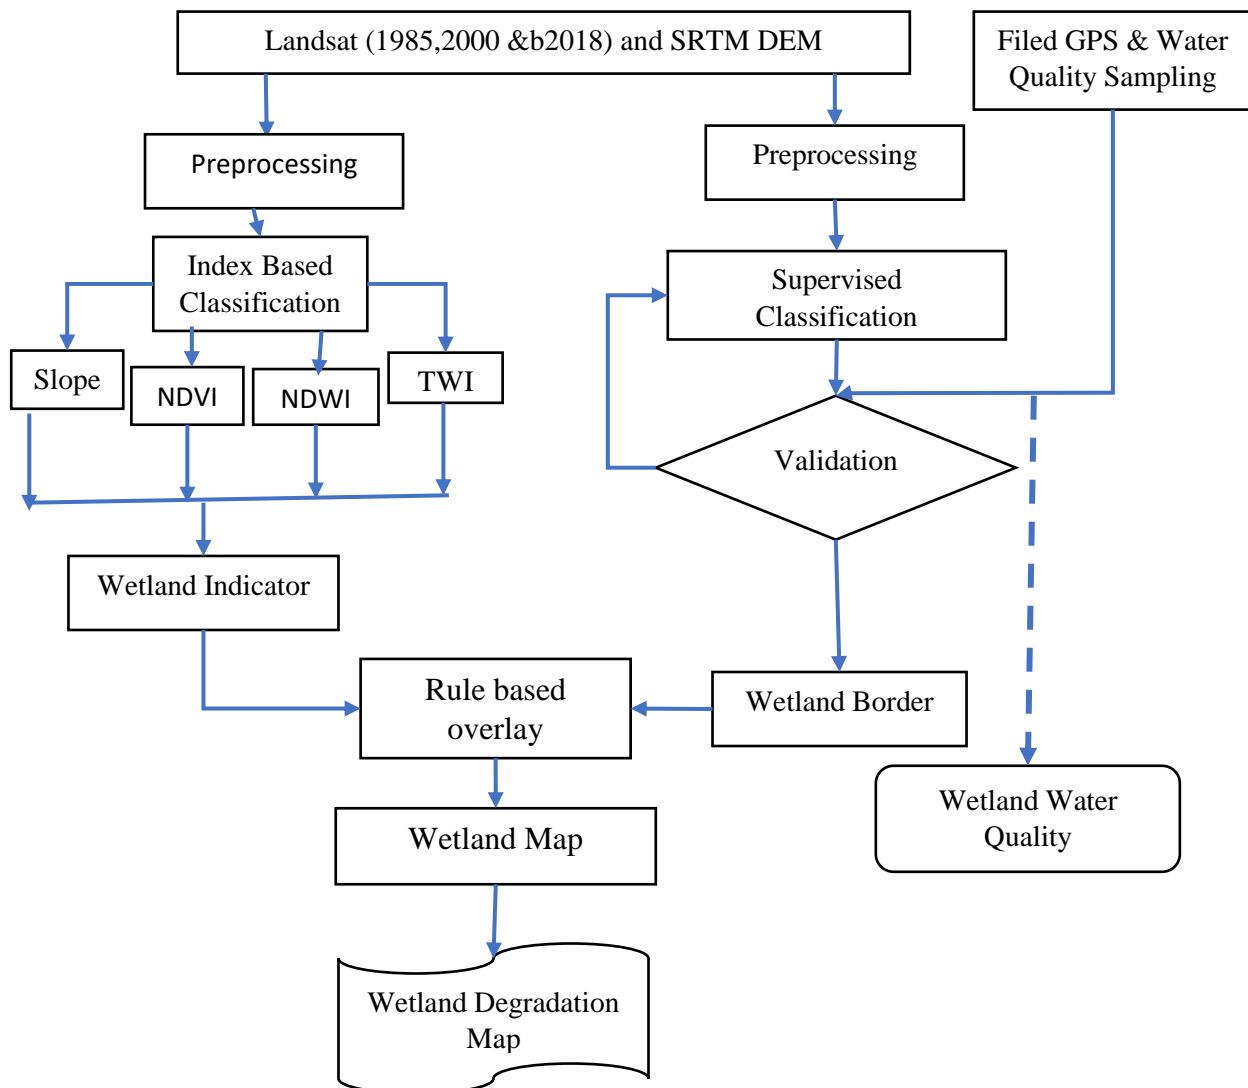 Landsat (1985,2000 &b2018) and SRTM DEM
Filed GPS & Water
Quality Sampling
Preprocessing
Preprocessing
Index Based
Classification
Supervised
Classification
Slope
NDVI
NDWI
TWI
Validation
Wetland Indicator
Rule based
overlay
Wetland Border
Wetland Map
Wetland Water
Quality
Wetland Degradation
Map